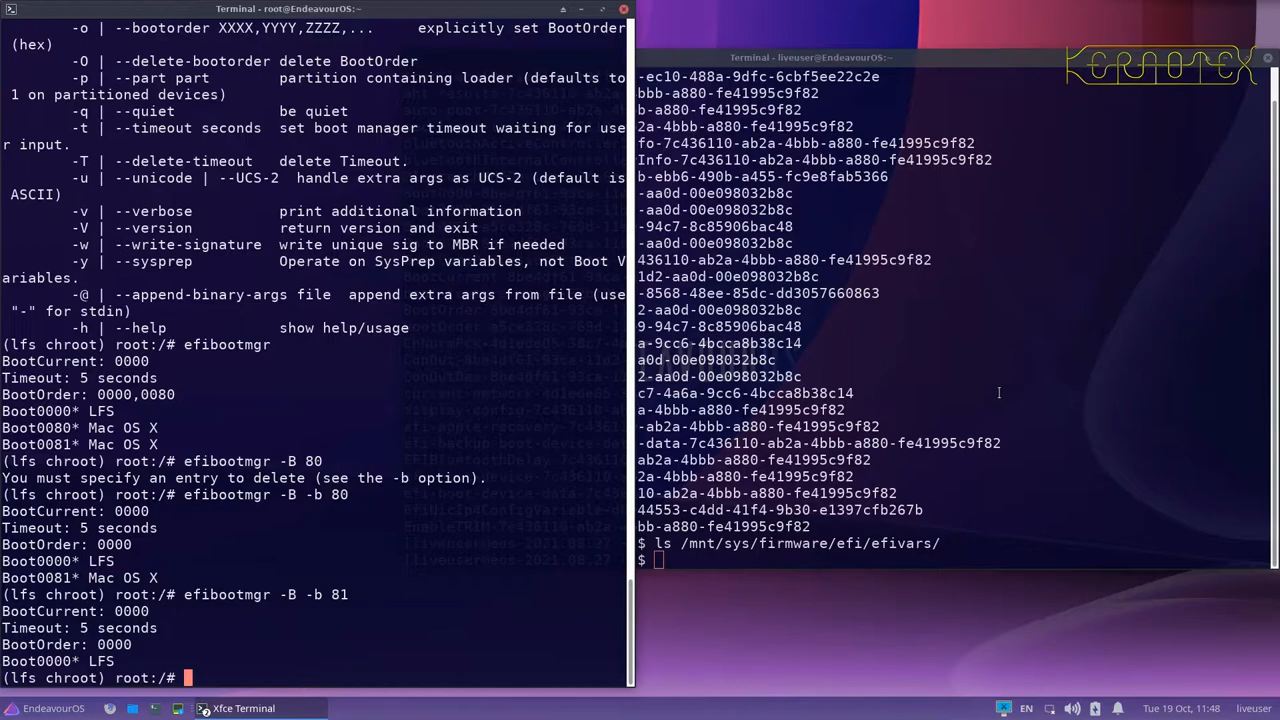 Terminal - root@EndeavourOS:~
-o | --bootorder XXXX,YYYY,ZZZZ,...     explicitly set BootOrder
(hex)
-O | --delete-bootorder delete BootOrder
-p | --part part        partition containing loader (defaults to
1 on partitioned devices)
-q | --quiet            be quiet
-t | --timeout seconds  set boot manager timeout waiting for use
r input.
-T | --delete-timeout   delete Timeout.
-u | --unicode | --UCS-2  handle extra args as UCS-2 (default is
ASCII)
-v | --verbose          print additional information
-V | --version          return version and exit
-w | --write-signature  write unique sig to MBR if needed
-y | --sysprep          Operate on SysPrep variables, not Boot V
ariables.
-@ | --append-binary-args file  append extra args from file (use
"-" for stdin)
-h | --help             show help/usage
(lfs chroot) root:/# efibootmgr
BootCurrent: 0000
Timeout: 5 seconds
BootOrder: 0000,0080
Boot0000* LFS
Boot0080* Mac OS X
Boot0081* Mac OS X
(lfs chroot) root:/# efibootmgr -B 80
You must specify an entry to delete (see the -b option).
(lfs chroot) root:/# efibootmgr -B -b 80
BootCurrent: 0000
Timeout: 5 seconds
BootOrder: 0000
Boot0000* LFS
Boot0081* Mac OS X
(lfs chroot) root:/# efibootmgr -B -b 81
BootCurrent: 0000
Timeout: 5 seconds
BootOrder: 0000
Boot0000* LFS
(lfs chroot) root:/#
Terminal - liveuser@EndeavourOS:~
-ec10-488a-9dfc-6cbf5ee22c2e
bbb-a880-fe41995c9f82
b-a880-fe41995c9f82
2a-4bbb-a880-fe41995c9f82
fo-7c436110-ab2a-4bbb-a880-fe41995c9f82
Info-7c436110-ab2a-4bbb-a880-fe41995c9f82
b-ebb6-490b-a455-fc9e8fab5366
-aa0d-00e098032b8c
-aa0d-00e098032b8c
-94c7-8c85906bac48
-aa0d-00e098032b8c
436110-ab2a-4bbb-a880-fe41995c9f82
1d2-aa0d-00e098032b8c
-8568-48ee-85dc-dd3057660863
2-aa0d-00e098032b8c
9-94c7-8c85906bac48
a-9cc6-4bcca8b38c14
a0d-00e098032b8c
2-aa0d-00e098032b8c
c7-4a6a-9cc6-4bcca8b38c14
a-4bbb-a880-fe41995c9f82
-ab2a-4bbb-a880-fe41995c9f82
-data-7c436110-ab2a-4bbb-a880-fe41995c9f82
ab2a-4bbb-a880-fe41995c9f82
2a-4bbb-a880-fe41995c9f82
10-ab2a-4bbb-a880-fe41995c9f82
44553-c4dd-41f4-9b30-e1397cfb267b
bb-a880-fe41995c9f82
$ ls /mnt/sys/firmware/efi/efivars/
$
KERNOTEX
EndeavourOS
Xfce Terminal
EN
Tue 19 Oct, 11:48
liveuser